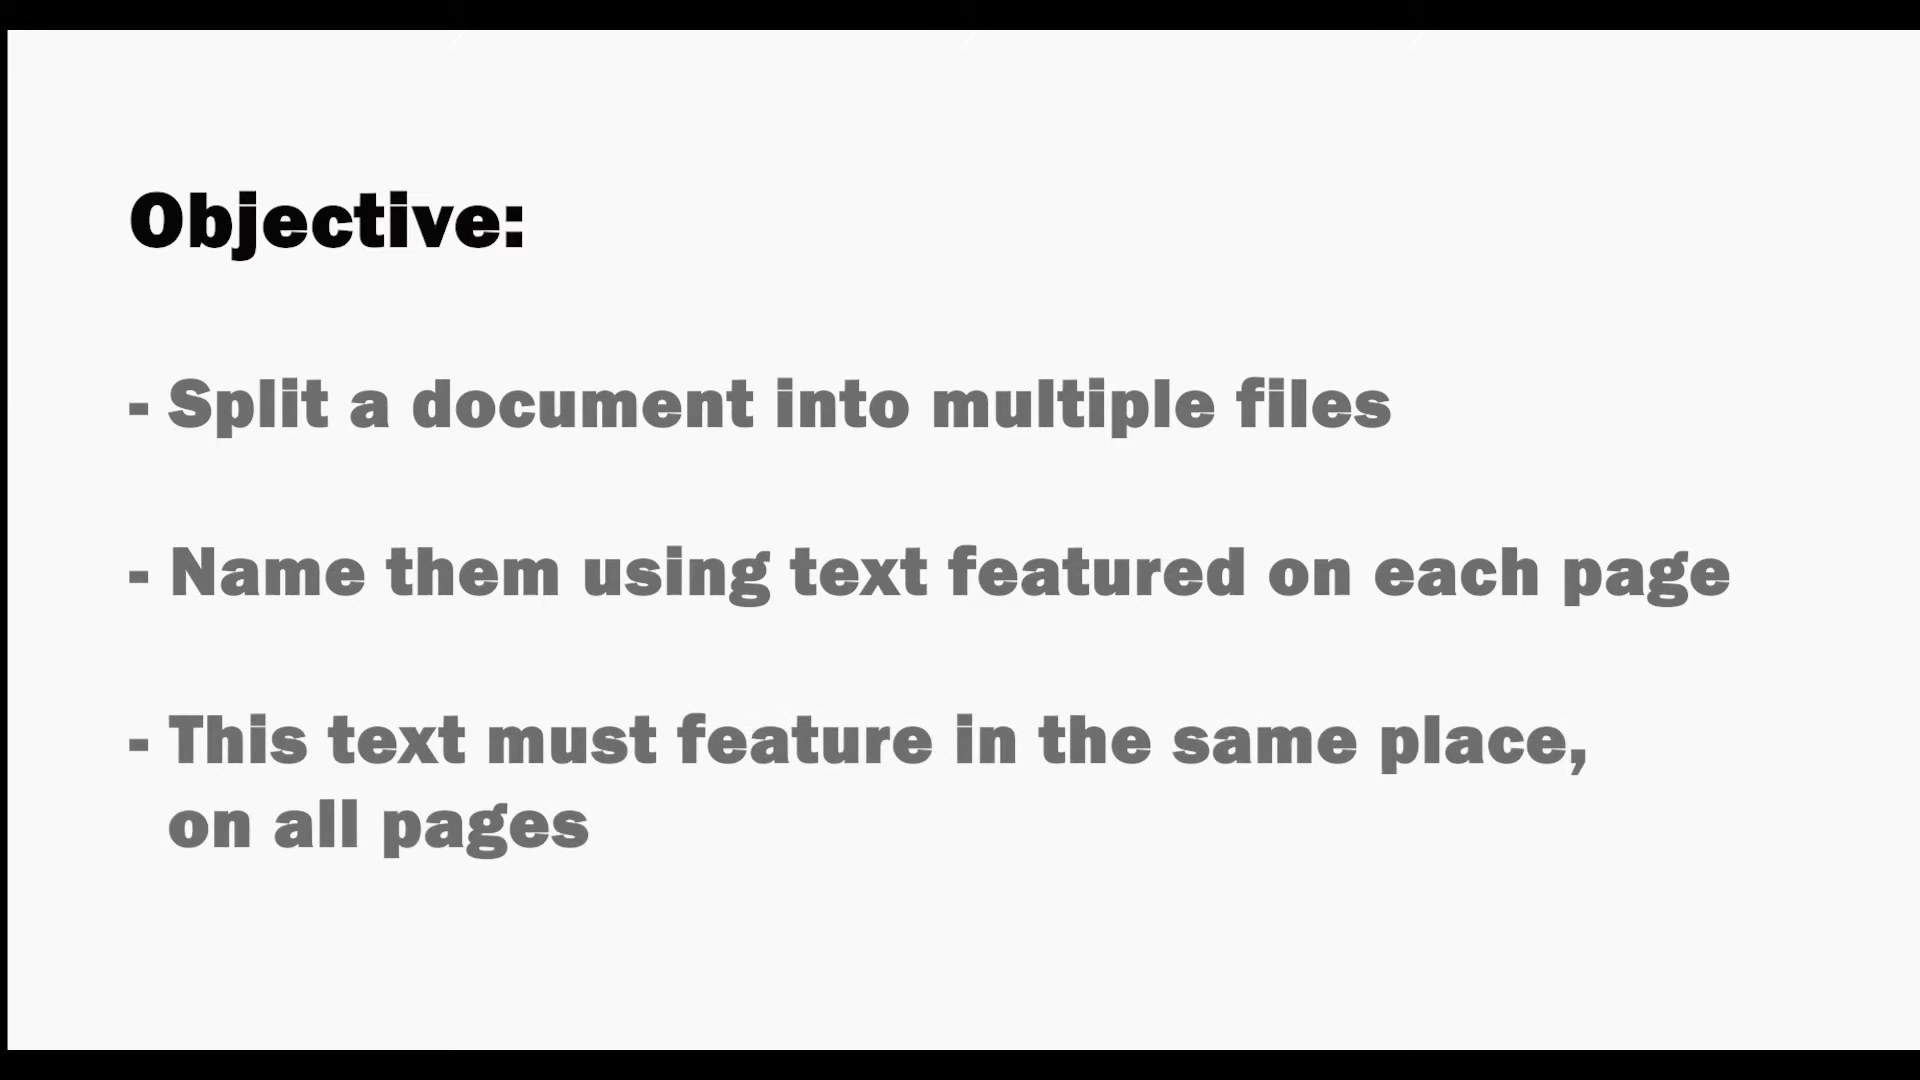 Objective:
- Split a document into multiple files
- Name them using text featured on each page
- This text must feature in the same place,
on all pages